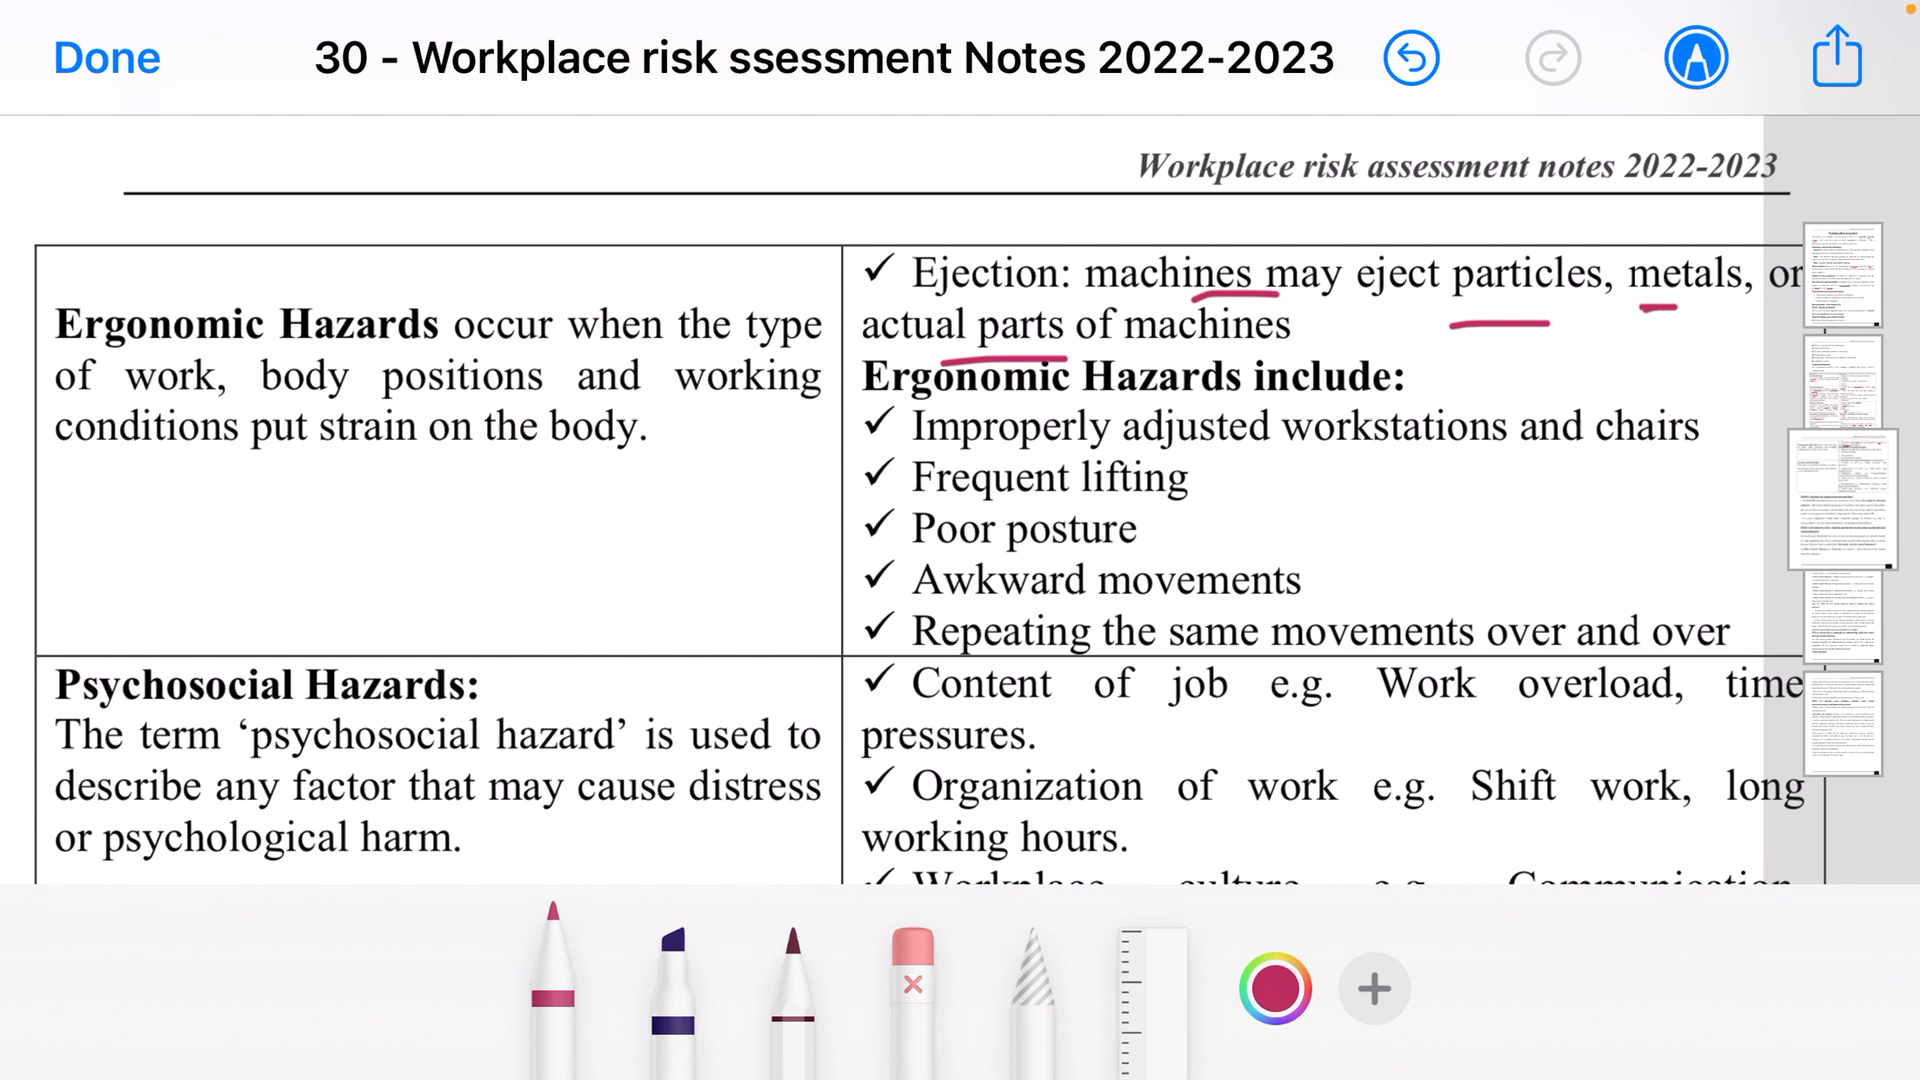 Done
30 - Workplace risk ssessment Notes 2022-2023
Workplace risk assessment notes 2022-2023
Ergonomic Hazards occur when the type
of work, body positions and working
conditions put strain on the body.
✓ Ejection: machines may eject particles, metals, or
actual parts of machines
Ergonomic Hazards include:
✓ Improperly adjusted workstations and chairs
✓ Frequent lifting
✓ Poor posture
✓ Awkward movements
✓ Repeating the same movements over and over
Psychosocial Hazards:
The term ‘psychosocial hazard’ is used to
describe any factor that may cause distress
or psychological harm.
✓ Content of job e.g. Work overload, time
pressures.
✓ Organization of work e.g. Shift work, long
working hours.
✓ Workplace culture e.g. Communication,